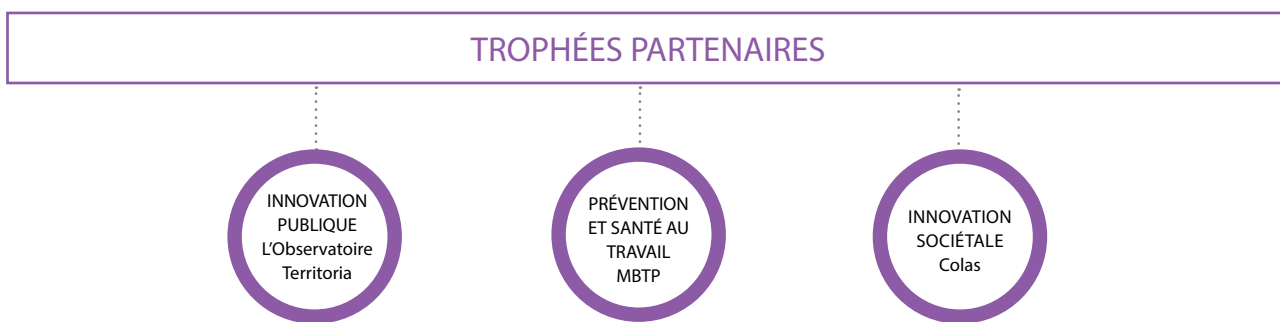 TROPHÉES PARTENAIRES
INNOVATION
PUBLIQUE
L’Observatoire
Territoria
PRÉVENTION
ET SANTÉ AU
TRAVAIL
MBTP
INNOVATION
SOCIÉTALE
Colas